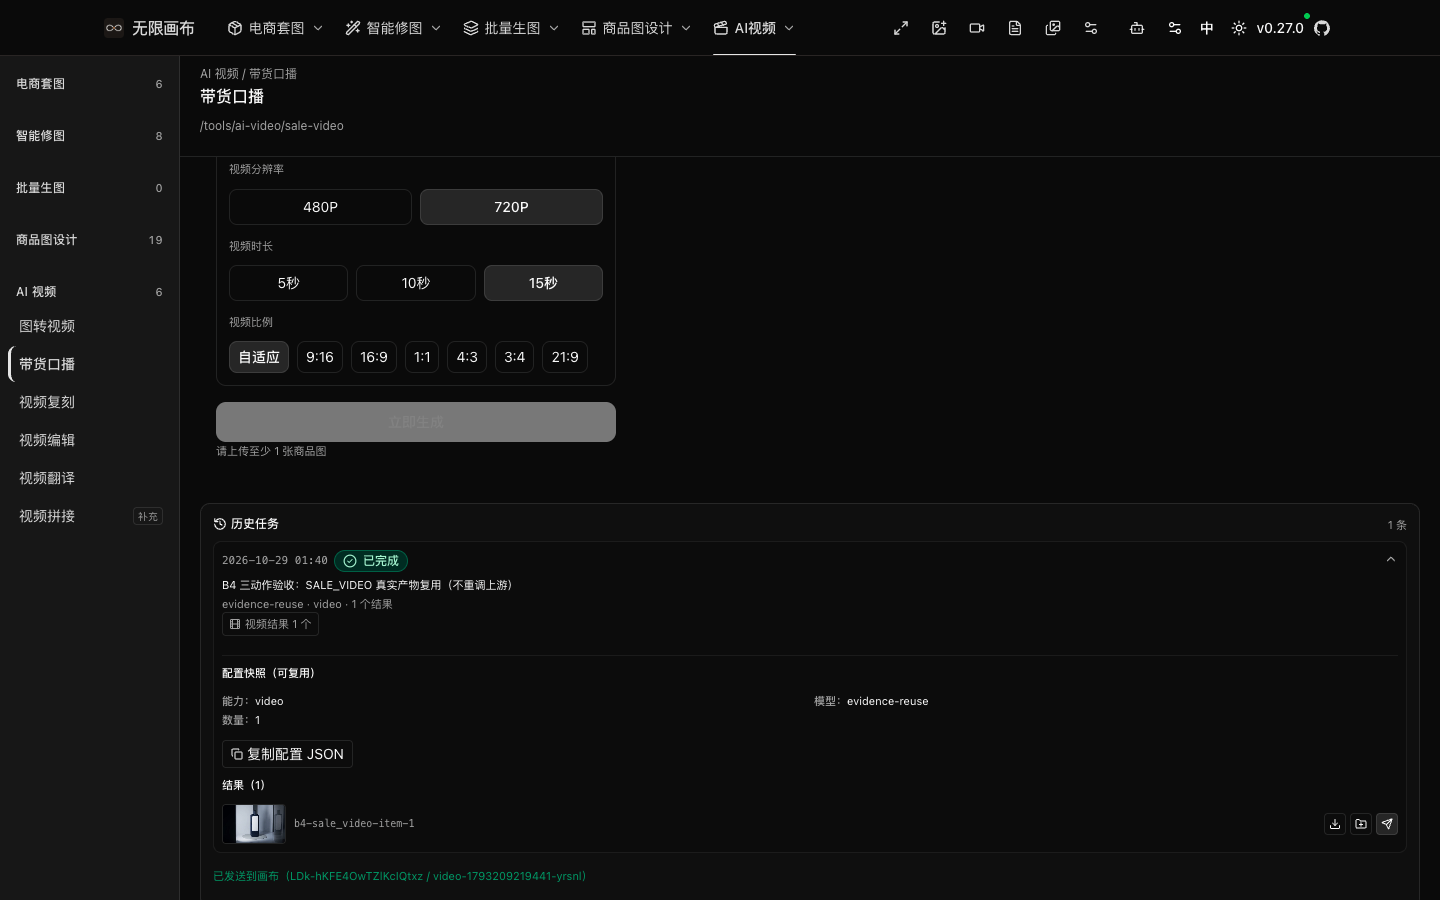 无限画布
电商套图
智能修图
批量生图
商品图设计
AI视频
中
v0.27.0
电商套图 6
智能修图 8
批量生图 0
商品图设计 19
AI 视频 6
图转视频
带货口播
视频复刻
视频编辑
视频翻译
视频拼接 补充
AI 视频 / 带货口播
带货口播
/tools/ai-video/sale-video
视频分辨率
480P 720P
视频时长
5秒 10秒 15秒
视频比例
自适应 9:16 16:9 1:1 4:3 3:4 21:9
立即生成
请上传至少 1 张商品图
历史任务 1 条
2026-10-29 01:40 已完成
B4 三动作验收：SALE_VIDEO 真实产物复用（不重调上游）
evidence-reuse · video · 1 个结果
视频结果 1 个
配置快照（可复用）
能力：video 模型：evidence-reuse
数量：1
复制配置 JSON
结果（1）
b4-sale_video-item-1
已发送到画布（LDk-hKFE4OwTZlKclQtxz / video-1793209219441-yrsnl）